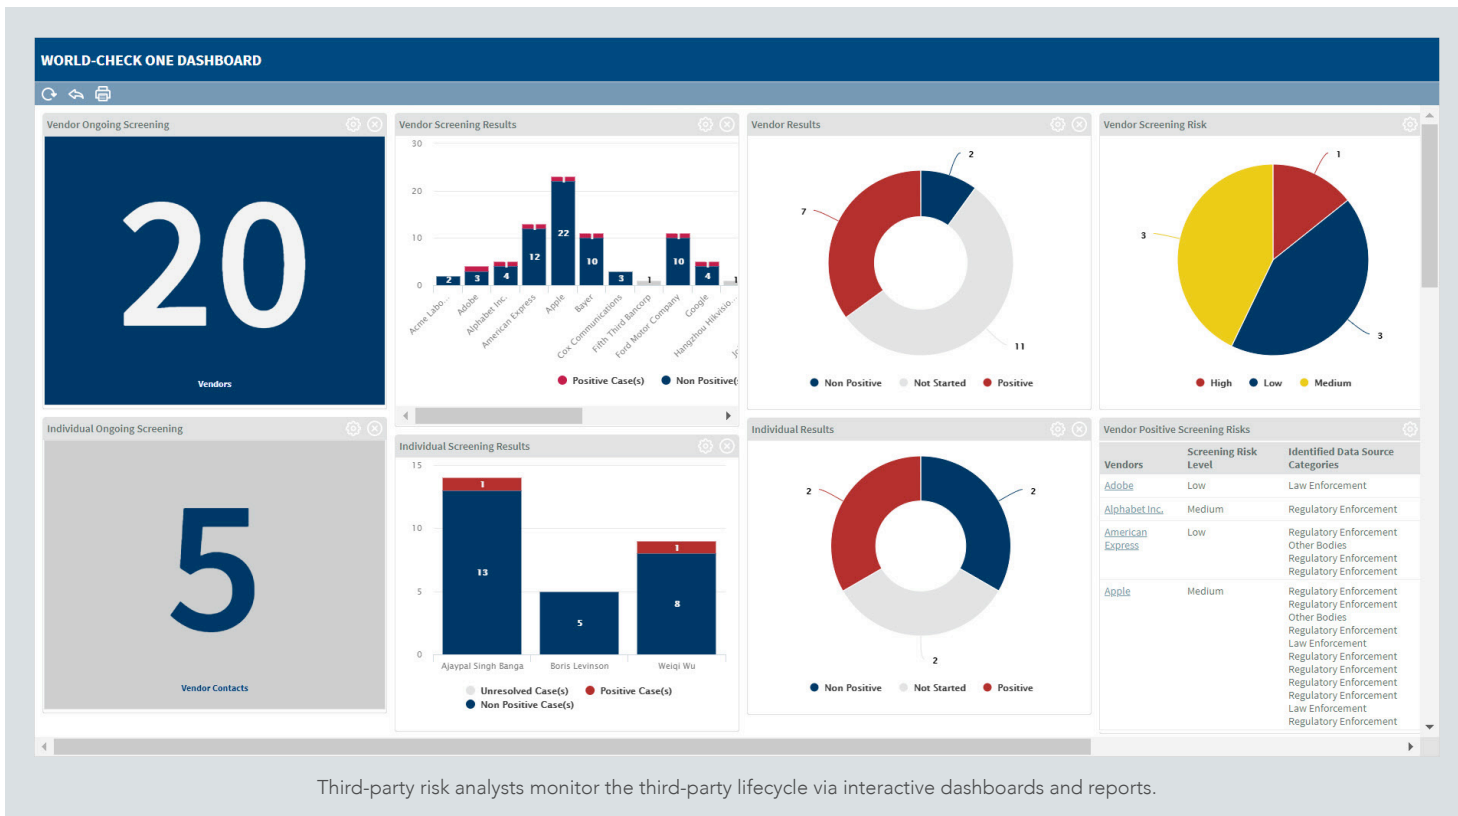 WORLD-CHECK ONE DASHBOARD
Vendor Ongoing Screening
20
Vendors
Vendor Screening Results
30
20
10
0
2
3
4
1
12
1
22
1
10
1
3
1
10
1
4
1
1
Acme Labo...
Adobe
Alphabet Inc.
American Express
Apple
Bayer
Cox Communications
Fifth Third Bancorp
Ford Motor Company
Google
Hangzhou Hikvisio...
Positive Case(s)
Non Positive(
Vendor Results
2
7
11
Non Positive
Not Started
Positive
Vendor Screening Risk
1
3
3
High
Low
Medium
Individual Ongoing Screening
5
Vendor Contacts
Individual Screening Results
15
10
5
0
1
13
5
1
8
Ajaypal Singh Banga
Boris Levinson
Weiqi Wu
Unresolved Case(s)
Positive Case(s)
Non Positive Case(s)
Individual Results
2
2
2
Non Positive
Not Started
Positive
Vendor Positive Screening Risks
Vendors
Screening Risk
Level
Identified Data Source
Categories
Adobe
Low
Law Enforcement
Alphabet Inc.
Medium
Regulatory Enforcement
American
Express
Low
Regulatory Enforcement
Other Bodies
Regulatory Enforcement
Regulatory Enforcement
Apple
Medium
Regulatory Enforcement
Regulatory Enforcement
Other Bodies
Regulatory Enforcement
Law Enforcement
Regulatory Enforcement
Regulatory Enforcement
Regulatory Enforcement
Regulatory Enforcement
Law Enforcement
Regulatory Enforcement
Third-party risk analysts monitor the third-party lifecycle via interactive dashboards and reports.